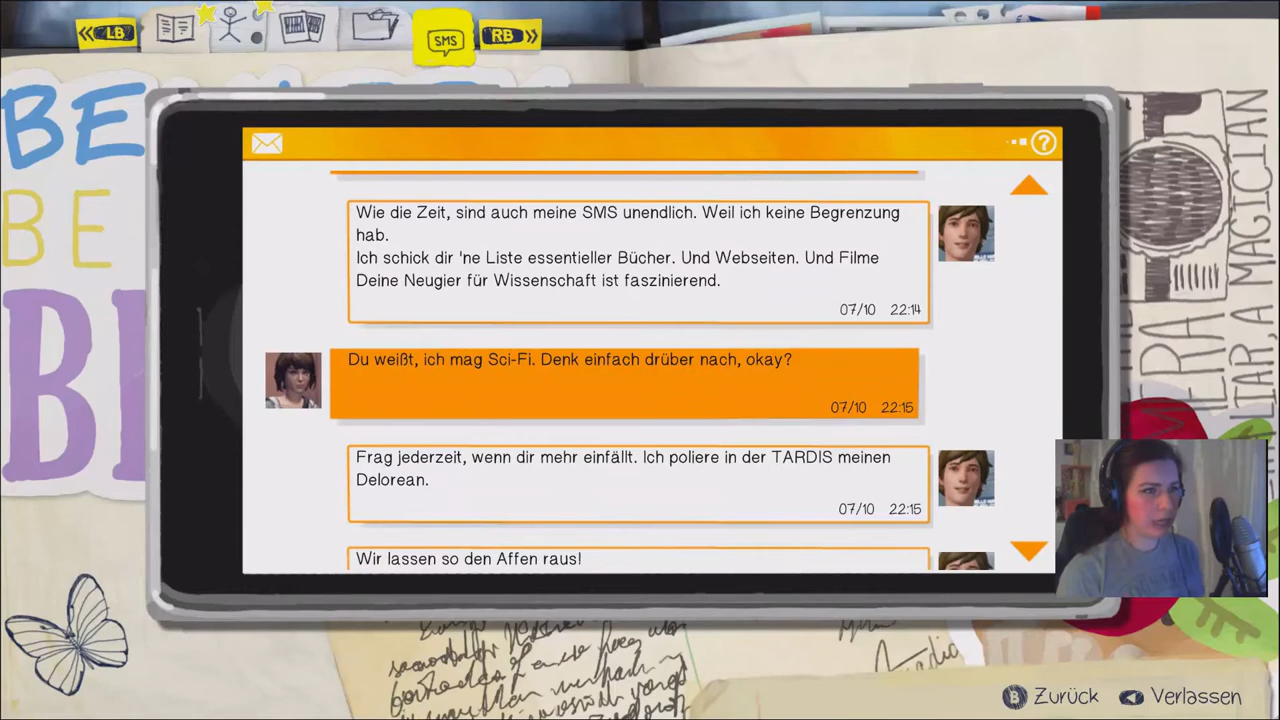 LB
SMS
RB
BE
BE
BE
ERA
LIAR, A MAGICIAN
Wie die Zeit, sind auch meine SMS unendlich. Weil ich keine Begrenzung
hab.
Ich schick dir 'ne Liste essentieller Bücher. Und Webseiten. Und Filme
Deine Neugier für Wissenschaft ist faszinierend.
07/10 22:14
Du weißt, ich mag Sci-Fi. Denk einfach drüber nach, okay?
07/10 22:15
Frag jederzeit, wenn dir mehr einfällt. Ich poliere in der TARDIS meinen
Delorean.
07/10 22:15
Wir lassen so den Affen raus!
B Zurück
Verlassen